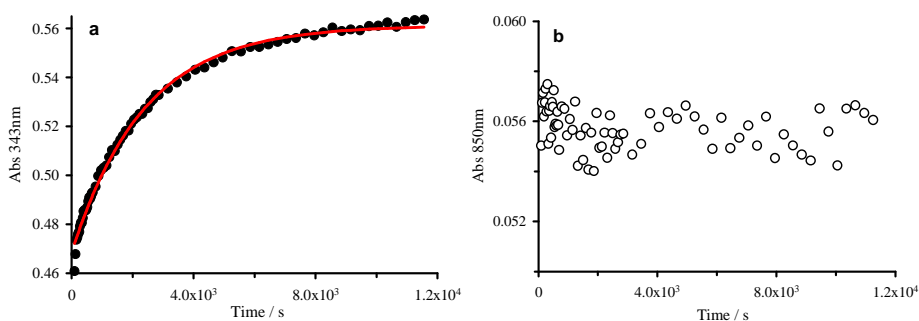 a
Abs 343nm
0.56
0.54
0.52
0.50
0.48
0.46
0
4.0x10³
8.0x10³
1.2x10⁴
Time / s
b
Abs 850nm
0.060
0.056
0.052
0
4.0x10³
8.0x10³
1.2x10⁴
Time / s